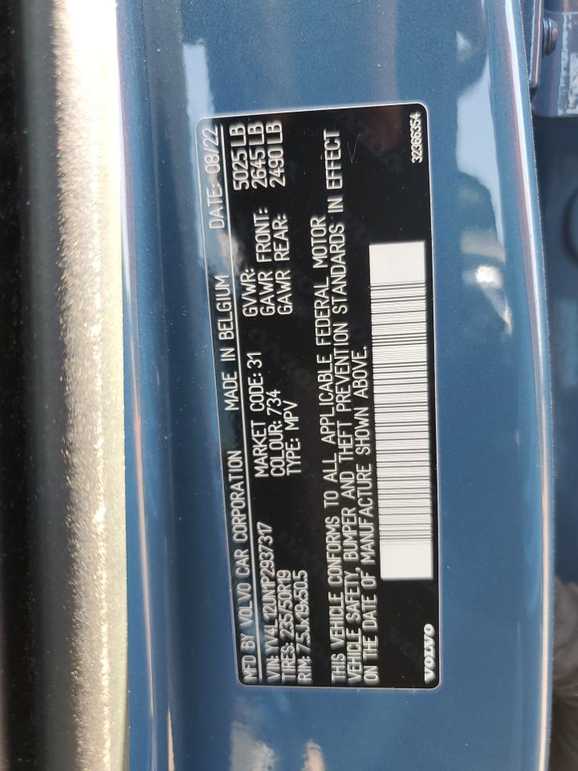 MFD BY VOLVO CAR CORPORATION MADE IN BELGIUM DATE: 08/22
VIN: YV4L12UN1P2937317 GVWR: 5025 LB
TIRES: 235/50R19 MARKET CODE: 31 GAWR FRONT: 2645 LB
RIM: 7.5Jx19x50.5 COLOUR: 734 GAWR REAR: 2490 LB
TYPE: MPV
THIS VEHICLE CONFORMS TO ALL APPLICABLE FEDERAL MOTOR
VEHICLE SAFETY, BUMPER AND THEFT PREVENTION STANDARDS IN EFFECT
ON THE DATE OF MANUFACTURE SHOWN ABOVE.
VOLVO 32366354